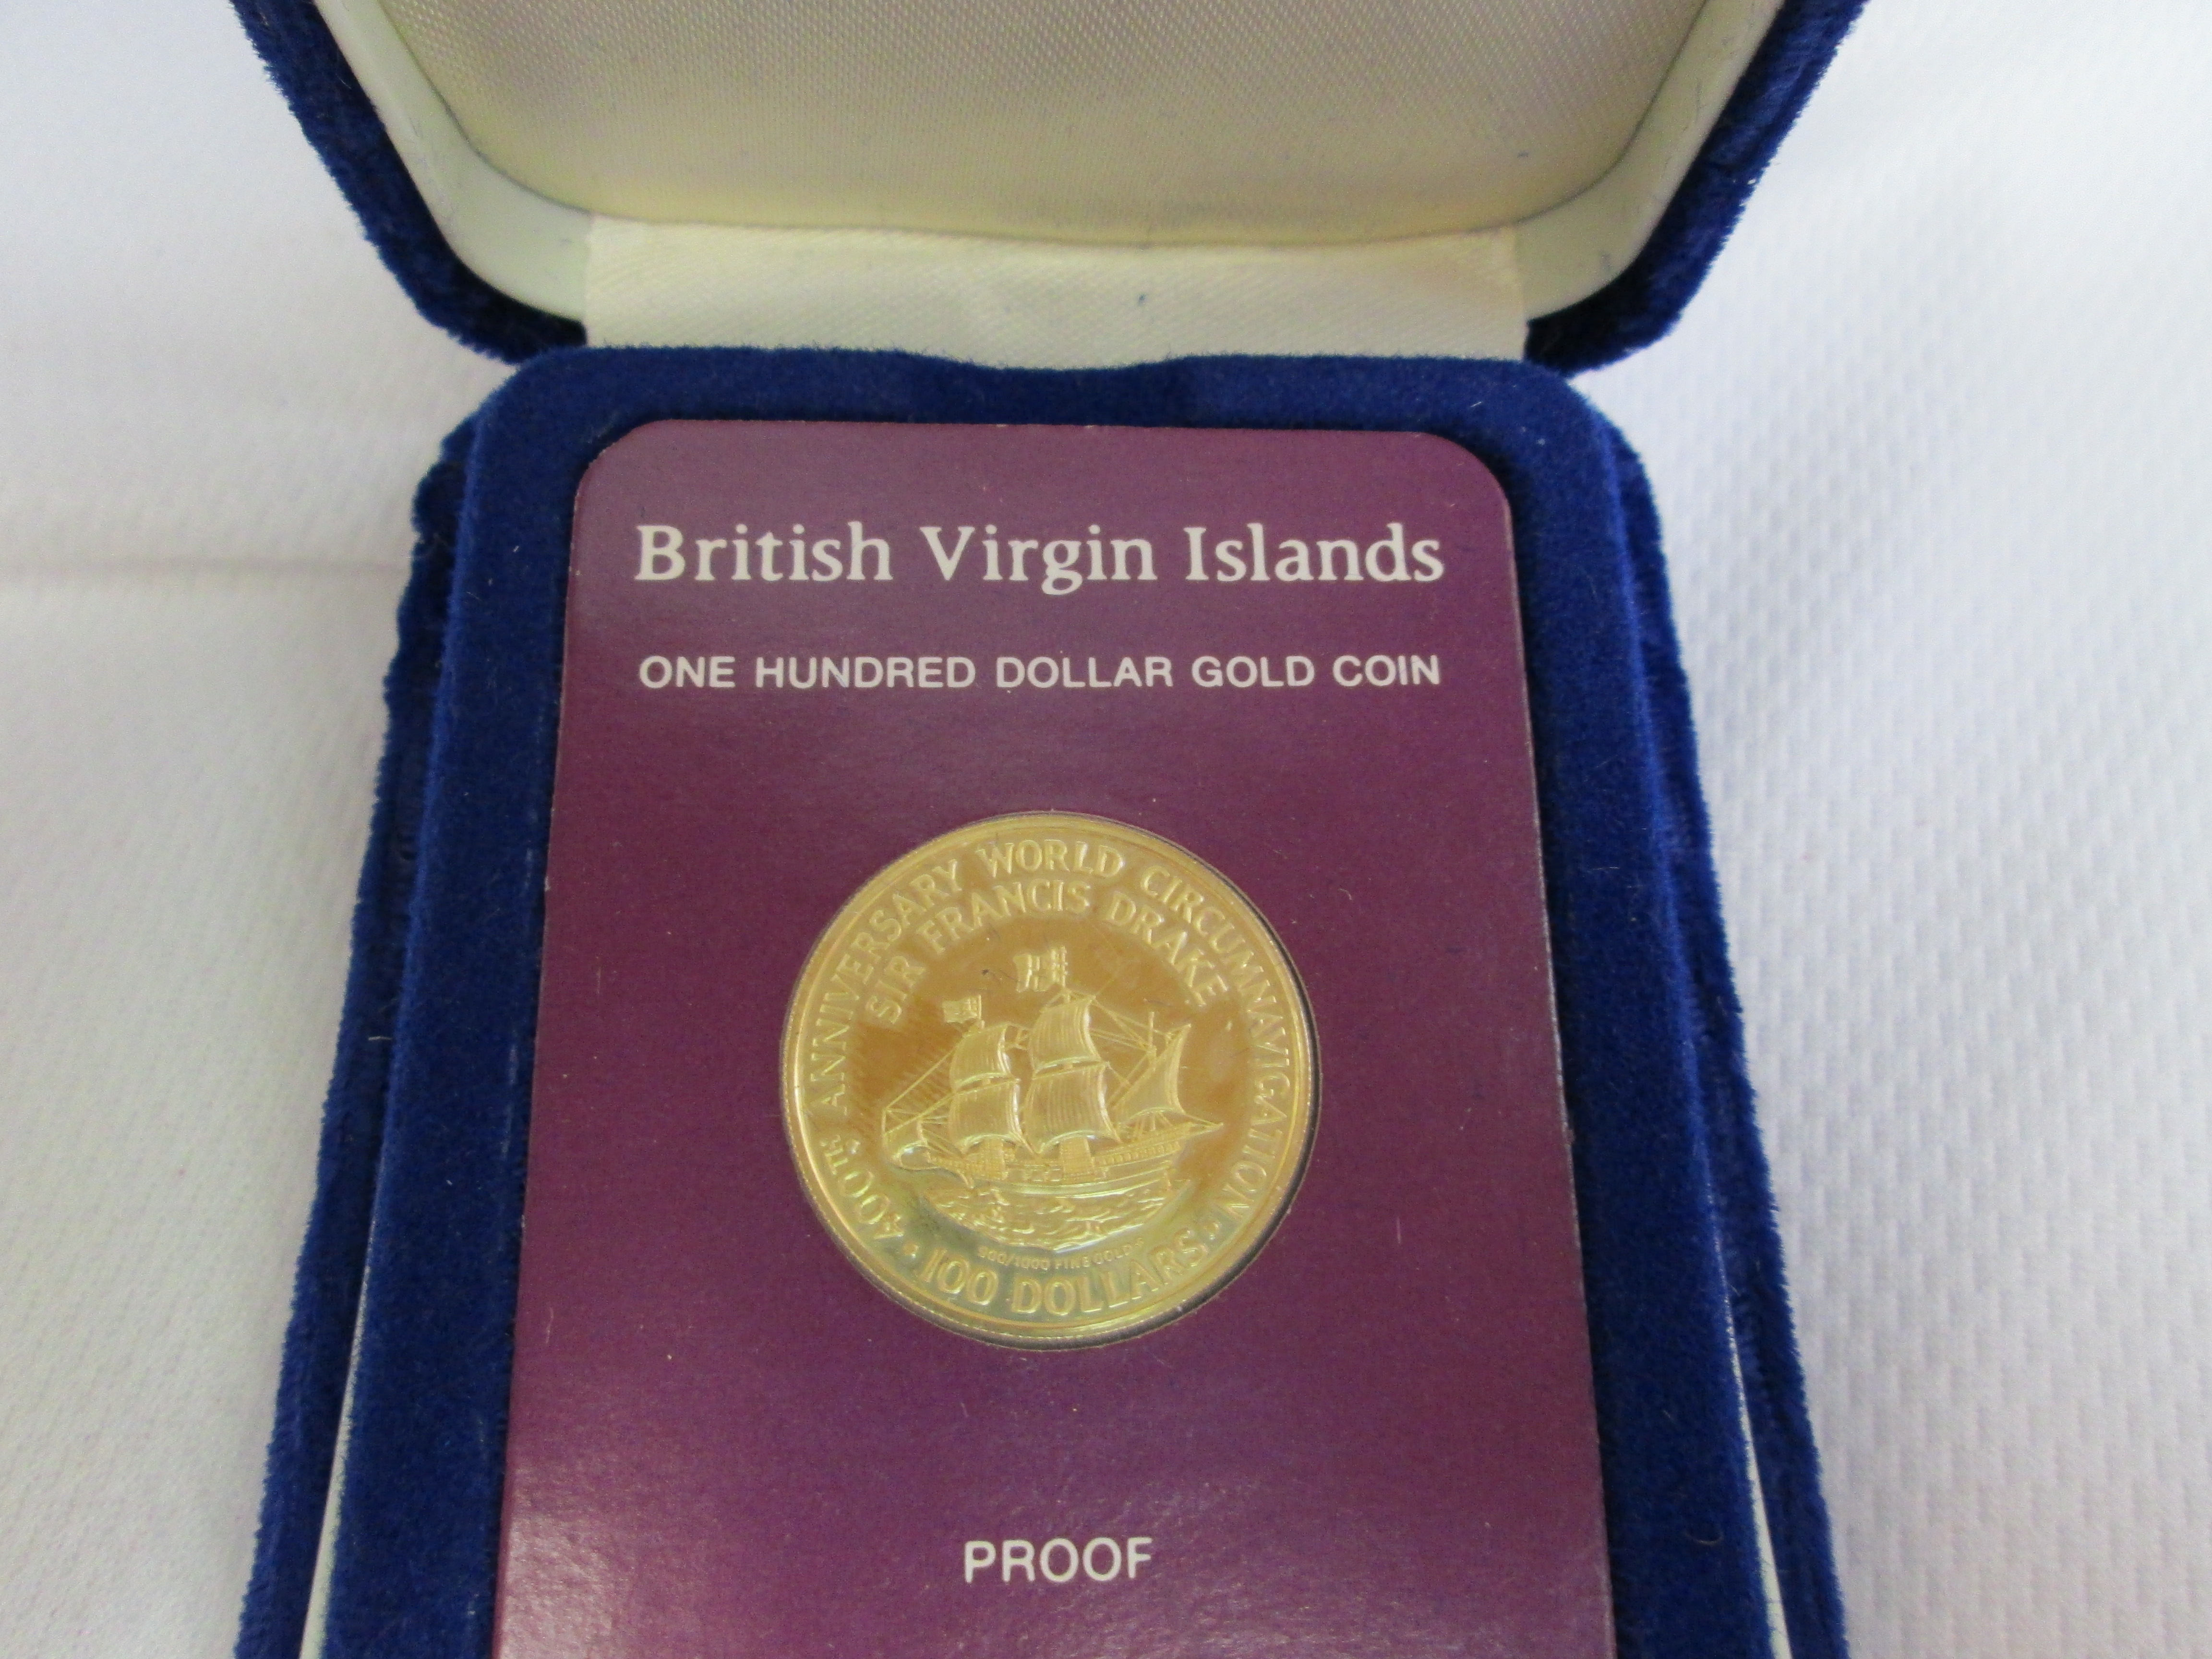 British Virgin Islands
ONE HUNDRED DOLLAR GOLD COIN
400TH ANNIVERSARY WORLD CIRCUMNAVIGATION
SIR FRANCIS DRAKE
900/1000 FINE GOLD
100 DOLLARS
PROOF